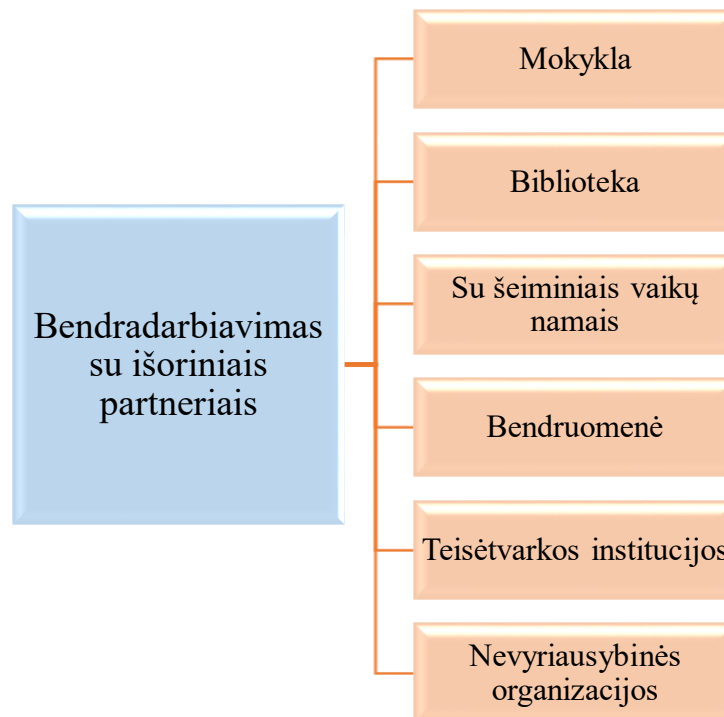 Bendradarbiavimas
su išoriniais
partneriais
Mokykla
Biblioteka
Su šeiminiais vaikų
namais
Bendruomenė
Teisėtvarkos institucijos
Nevyriausybinės
organizacijos